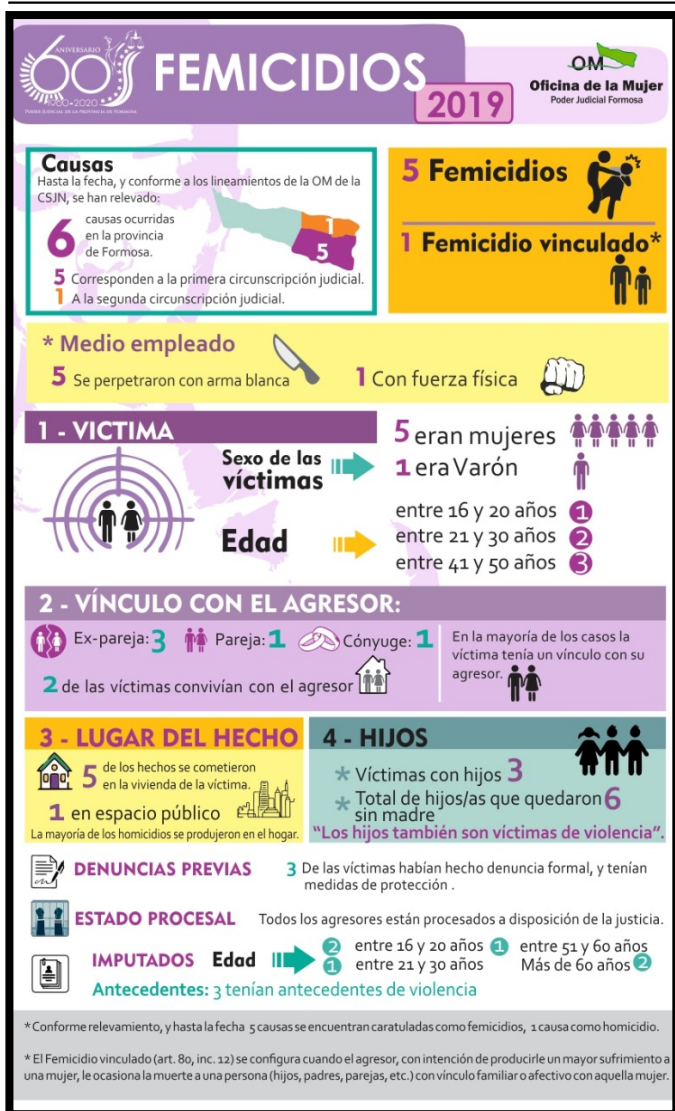 ANIVERSARIO
60
1960-2020
PODER JUDICIAL DE LA PROVINCIA DE FORMOSA
FEMICIDIOS
2019
OM
Oficina de la Mujer
Poder Judicial Formosa
Causas
Hasta la fecha, y conforme a los lineamientos de la OM de la
CSJN, se han relevado:
6 causas ocurridas
en la provincia
de Formosa.
1
5
5 Corresponden a la primera circunscripción judicial.
1 A la segunda circunscripción judicial.
5 Femicidios
1 Femicidio vinculado*
* Medio empleado
5 Se perpetraron con arma blanca
1 Con fuerza física
1 - VICTIMA
Sexo de las
víctimas
5 eran mujeres
1 era Varón
Edad
entre 16 y 20 años 1
entre 21 y 30 años 2
entre 41 y 50 años 3
2 - VÍNCULO CON EL AGRESOR:
Ex-pareja: 3 Pareja: 1 Cónyuge: 1
2 de las víctimas convivían con el agresor
En la mayoría de los casos la
víctima tenía un vínculo con su
agresor.
3 - LUGAR DEL HECHO
5 de los hechos se cometieron
en la vivienda de la víctima.
1 en espacio público
La mayoría de los homicidios se produjeron en el hogar.
4 - HIJOS
* Víctimas con hijos 3
* Total de hijos/as que quedaron 6
sin madre
"Los hijos también son víctimas de violencia".
DENUNCIAS PREVIAS 3 De las víctimas habían hecho denuncia formal, y tenían
medidas de protección .
ESTADO PROCESAL Todos los agresores están procesados a disposición de la justicia.
IMPUTADOS Edad
2 entre 16 y 20 años 1 entre 51 y 60 años
1 entre 21 y 30 años Más de 60 años 2
Antecedentes: 3 tenían antecedentes de violencia
* Conforme relevamiento, y hasta la fecha 5 causas se encuentran caratuladas como femicidios, 1 causa como homicidio.
* El Femicidio vinculado (art. 80, inc. 12) se configura cuando el agresor, con intención de producirle un mayor sufrimiento a
una mujer, le ocasiona la muerte a una persona (hijos, padres, parejas, etc.) con vínculo familiar o afectivo con aquella mujer.